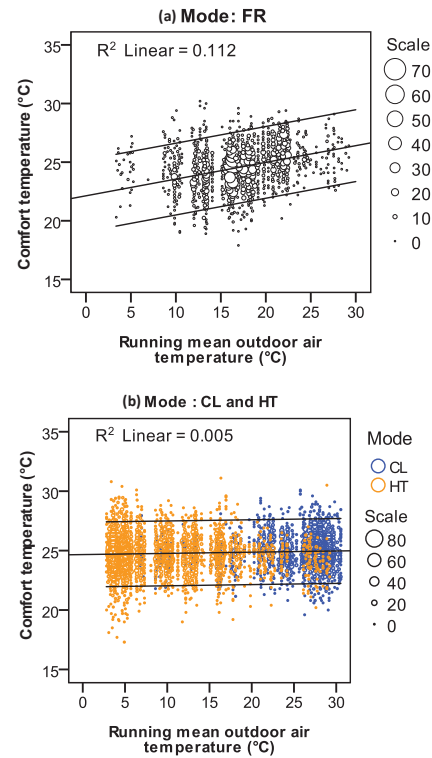 (a) Mode: FR
R² Linear = 0.112
35
30
25
20
15
Comfort temperature (°C)
0 5 10 15 20 25 30
Running mean outdoor air
temperature (°C)
Scale
70
60
50
40
30
20
10
0
(b) Mode : CL and HT
R² Linear = 0.005
35
30
25
20
15
Comfort temperature (°C)
0 5 10 15 20 25 30
Running mean outdoor air
temperature (°C)
Mode
CL
HT
Scale
80
60
40
20
0